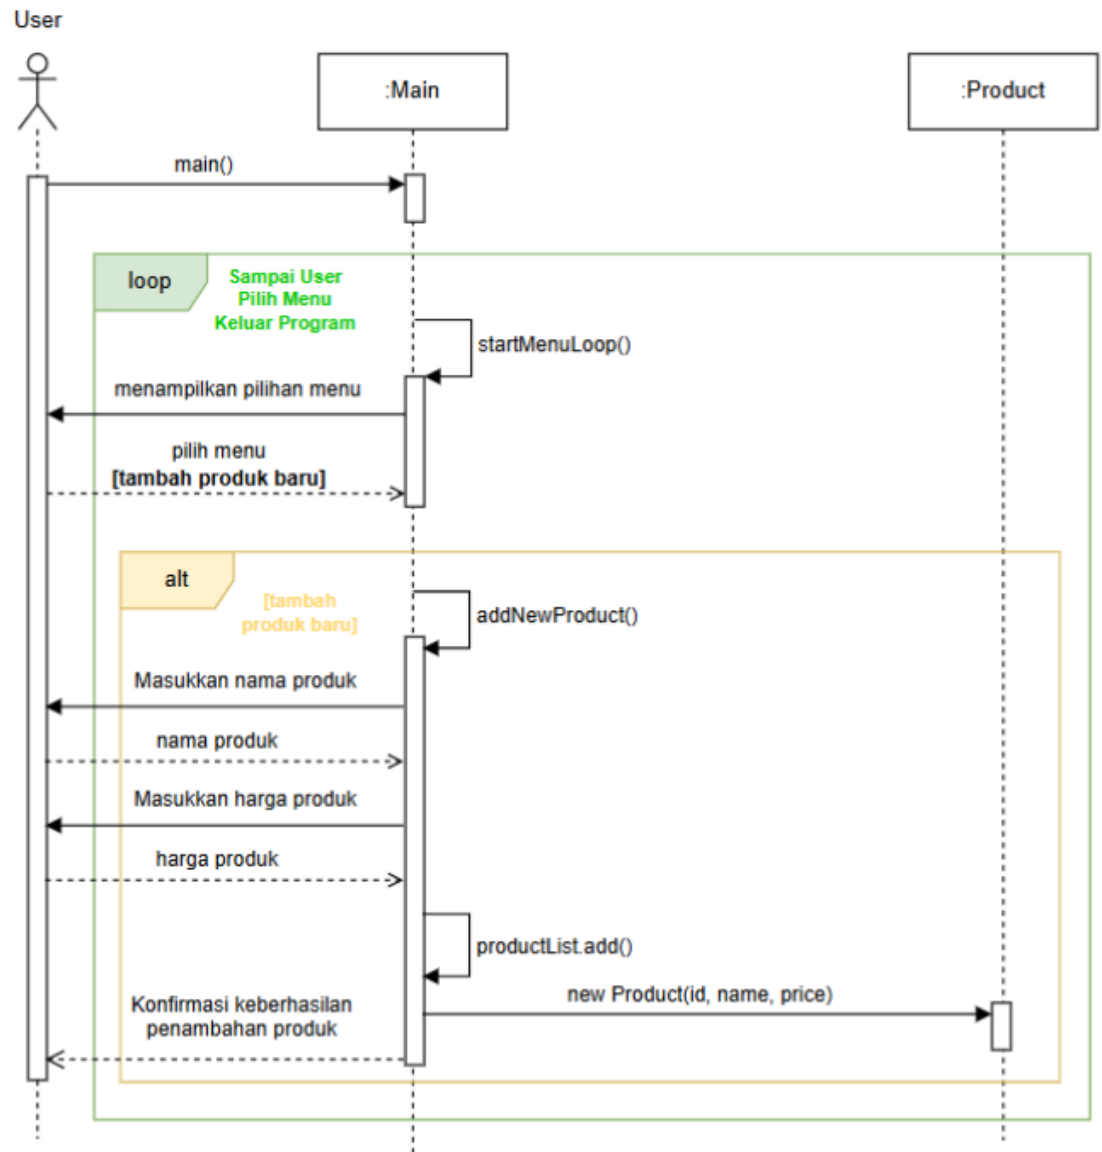 User
:Main
:Product
main()
loop
Sampai User
Pilih Menu
Keluar Program
startMenuLoop()
menampilkan pilihan menu
pilih menu
[tambah produk baru]
alt
[tambah
produk baru]
addNewProduct()
Masukkan nama produk
nama produk
Masukkan harga produk
harga produk
productList.add()
new Product(id, name, price)
Konfirmasi keberhasilan
penambahan produk